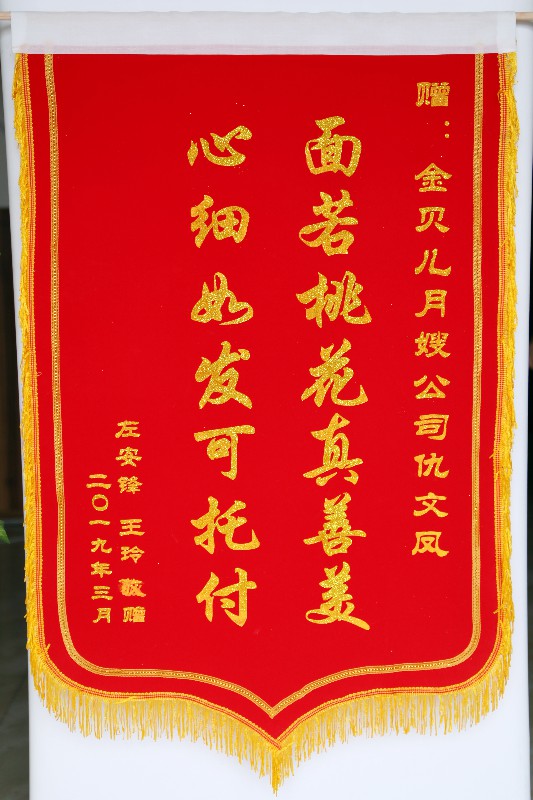 赠：金贝儿月嫂公司仇文凤
面若桃花真善美
心细如发可托付
左安锋 王玲 敬赠
二〇一九年三月